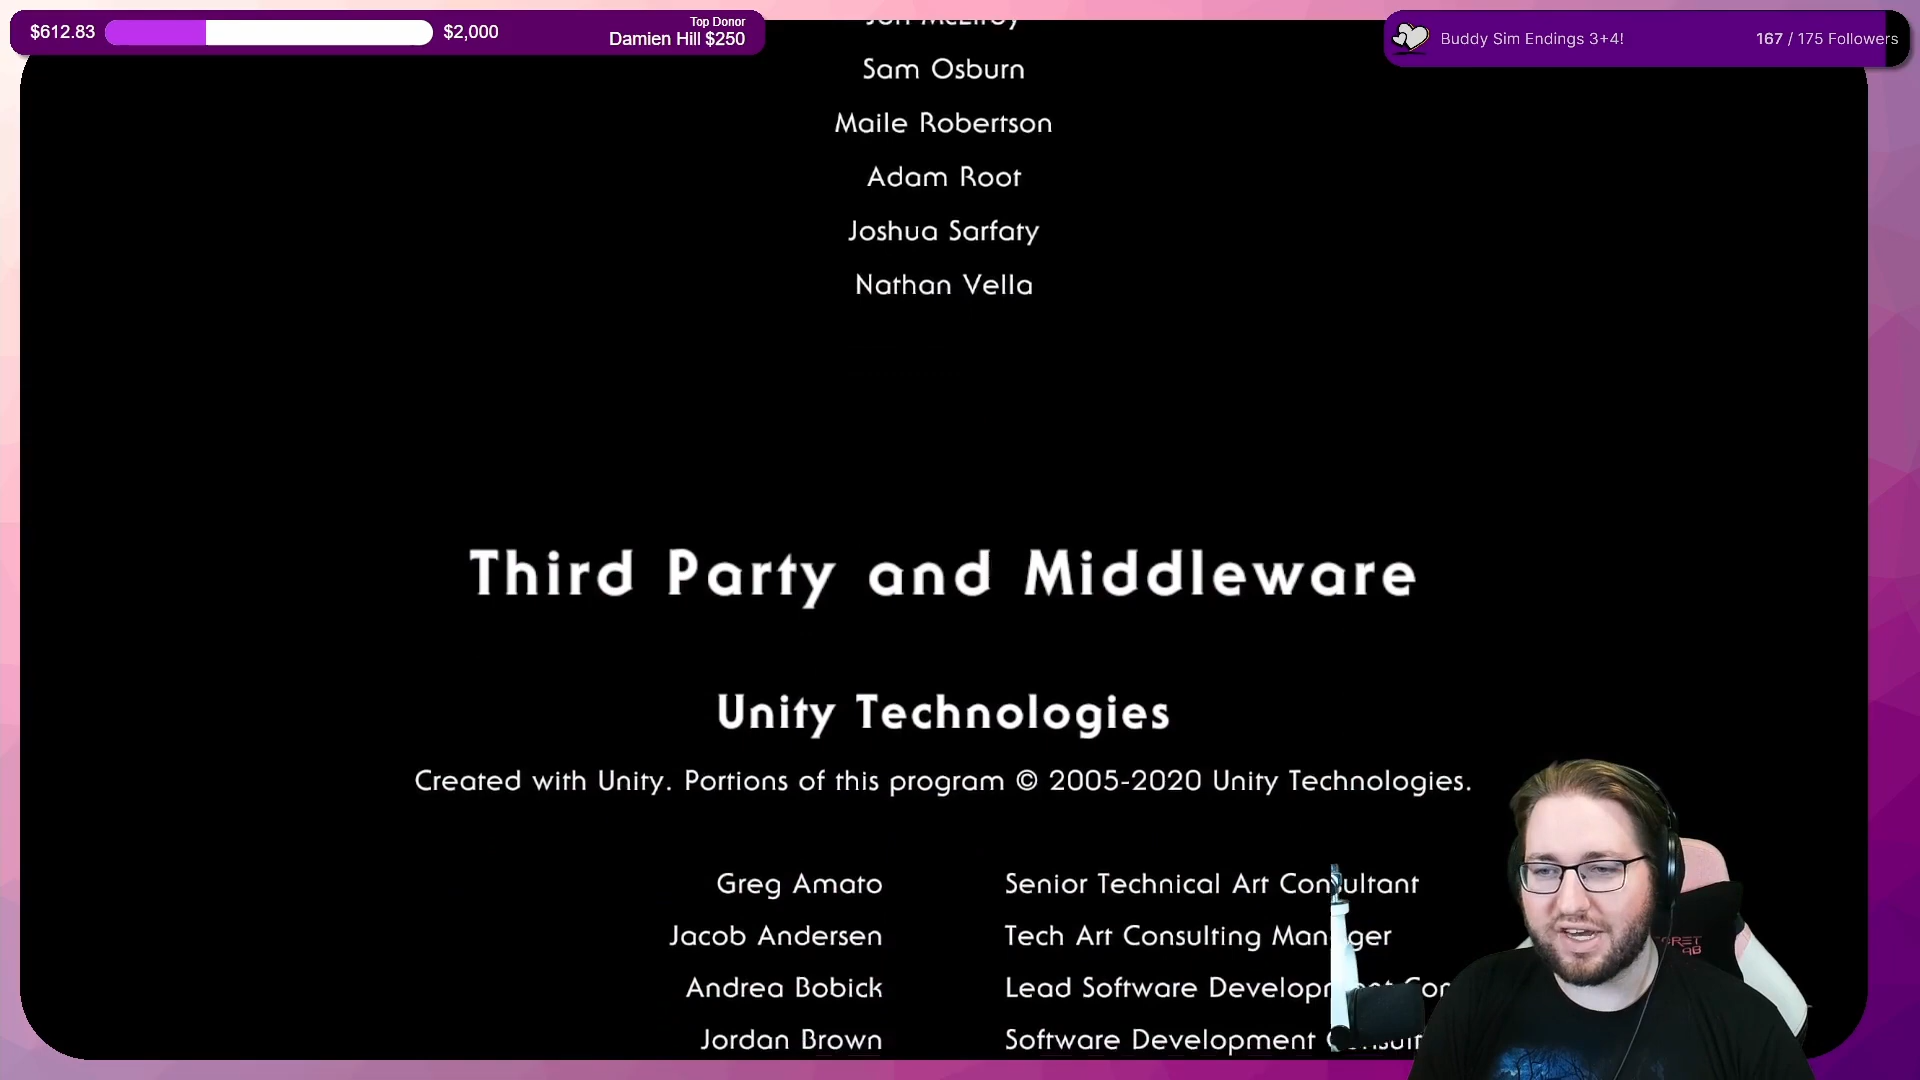 $612.83
$2,000
Top Donor
Damien Hill $250
Buddy Sim Endings 3+4!
167 / 175 Followers
Sam Osburn
Maile Robertson
Adam Root
Joshua Sarfaty
Nathan Vella
Third Party and Middleware
Unity Technologies
Created with Unity. Portions of this program © 2005-2020 Unity Technologies.
Greg Amato Senior Technical Art Consultant
Jacob Andersen Tech Art Consulting Manager
Andrea Bobick Lead Software
Jordan Brown Software Development